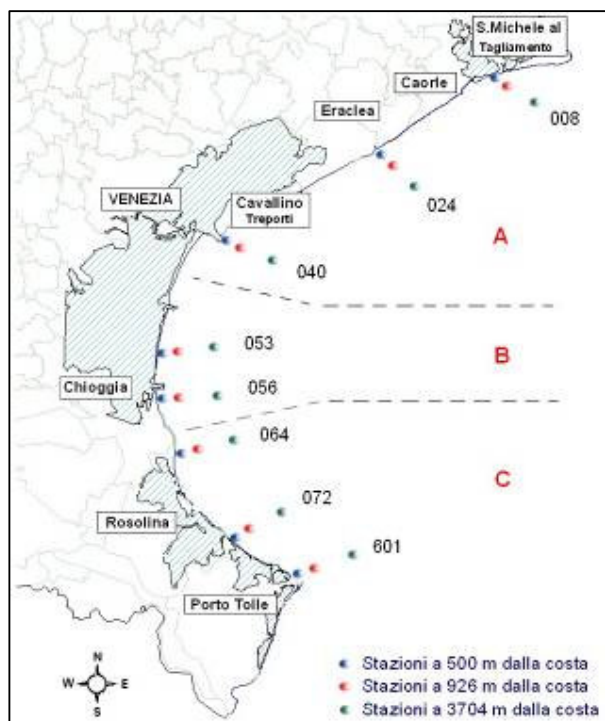 S.Michele al
Tagliamento
Caorle
008
Eraclea
024
VENEZIA
Cavallino
Treporti
A
040
053
B
Chioggia
056
064
C
072
Rosolina
601
Porto Tolle
N
W E
S
Stazioni a 500 m dalla costa
Stazioni a 926 m dalla costa
Stazioni a 3704 m dalla costa